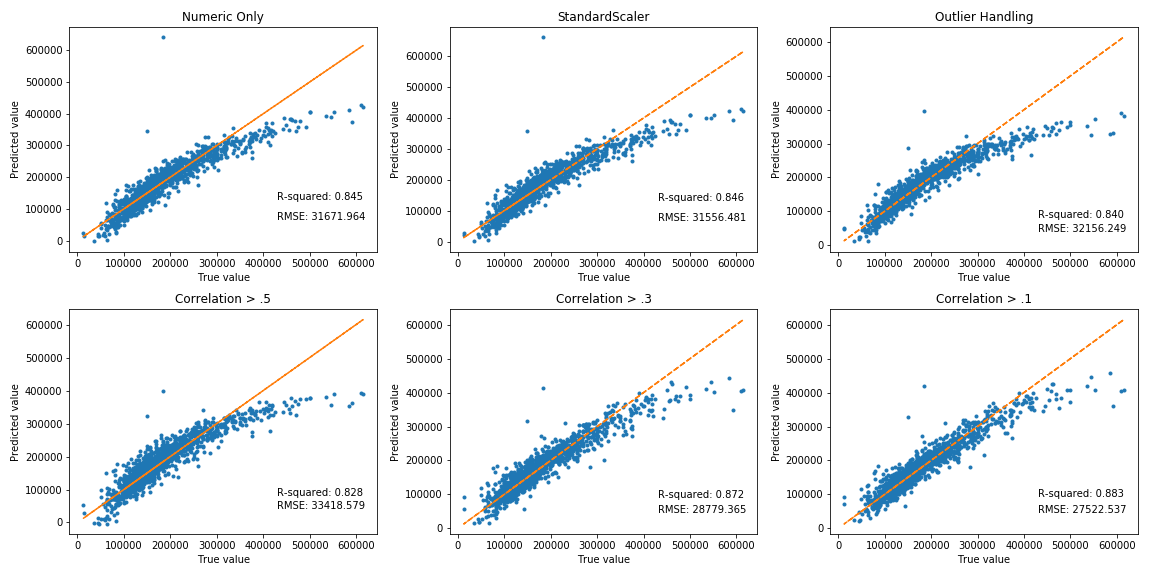 Numeric Only
Predicted value
600000
500000
400000
300000
200000
100000
0
R-squared: 0.845
RMSE: 31671.964
0 100000 200000 300000 400000 500000 600000
True value
StandardScaler
Predicted value
600000
500000
400000
300000
200000
100000
0
R-squared: 0.846
RMSE: 31556.481
0 100000 200000 300000 400000 500000 600000
True value
Outlier Handling
Predicted value
600000
500000
400000
300000
200000
100000
0
R-squared: 0.840
RMSE: 32156.249
0 100000 200000 300000 400000 500000 600000
True value
Correlation > .5
Predicted value
600000
500000
400000
300000
200000
100000
0
R-squared: 0.828
RMSE: 33418.579
0 100000 200000 300000 400000 500000 600000
True value
Correlation > .3
Predicted value
600000
500000
400000
300000
200000
100000
0
R-squared: 0.872
RMSE: 28779.365
0 100000 200000 300000 400000 500000 600000
True value
Correlation > .1
Predicted value
600000
500000
400000
300000
200000
100000
0
R-squared: 0.883
RMSE: 27522.537
0 100000 200000 300000 400000 500000 600000
True value